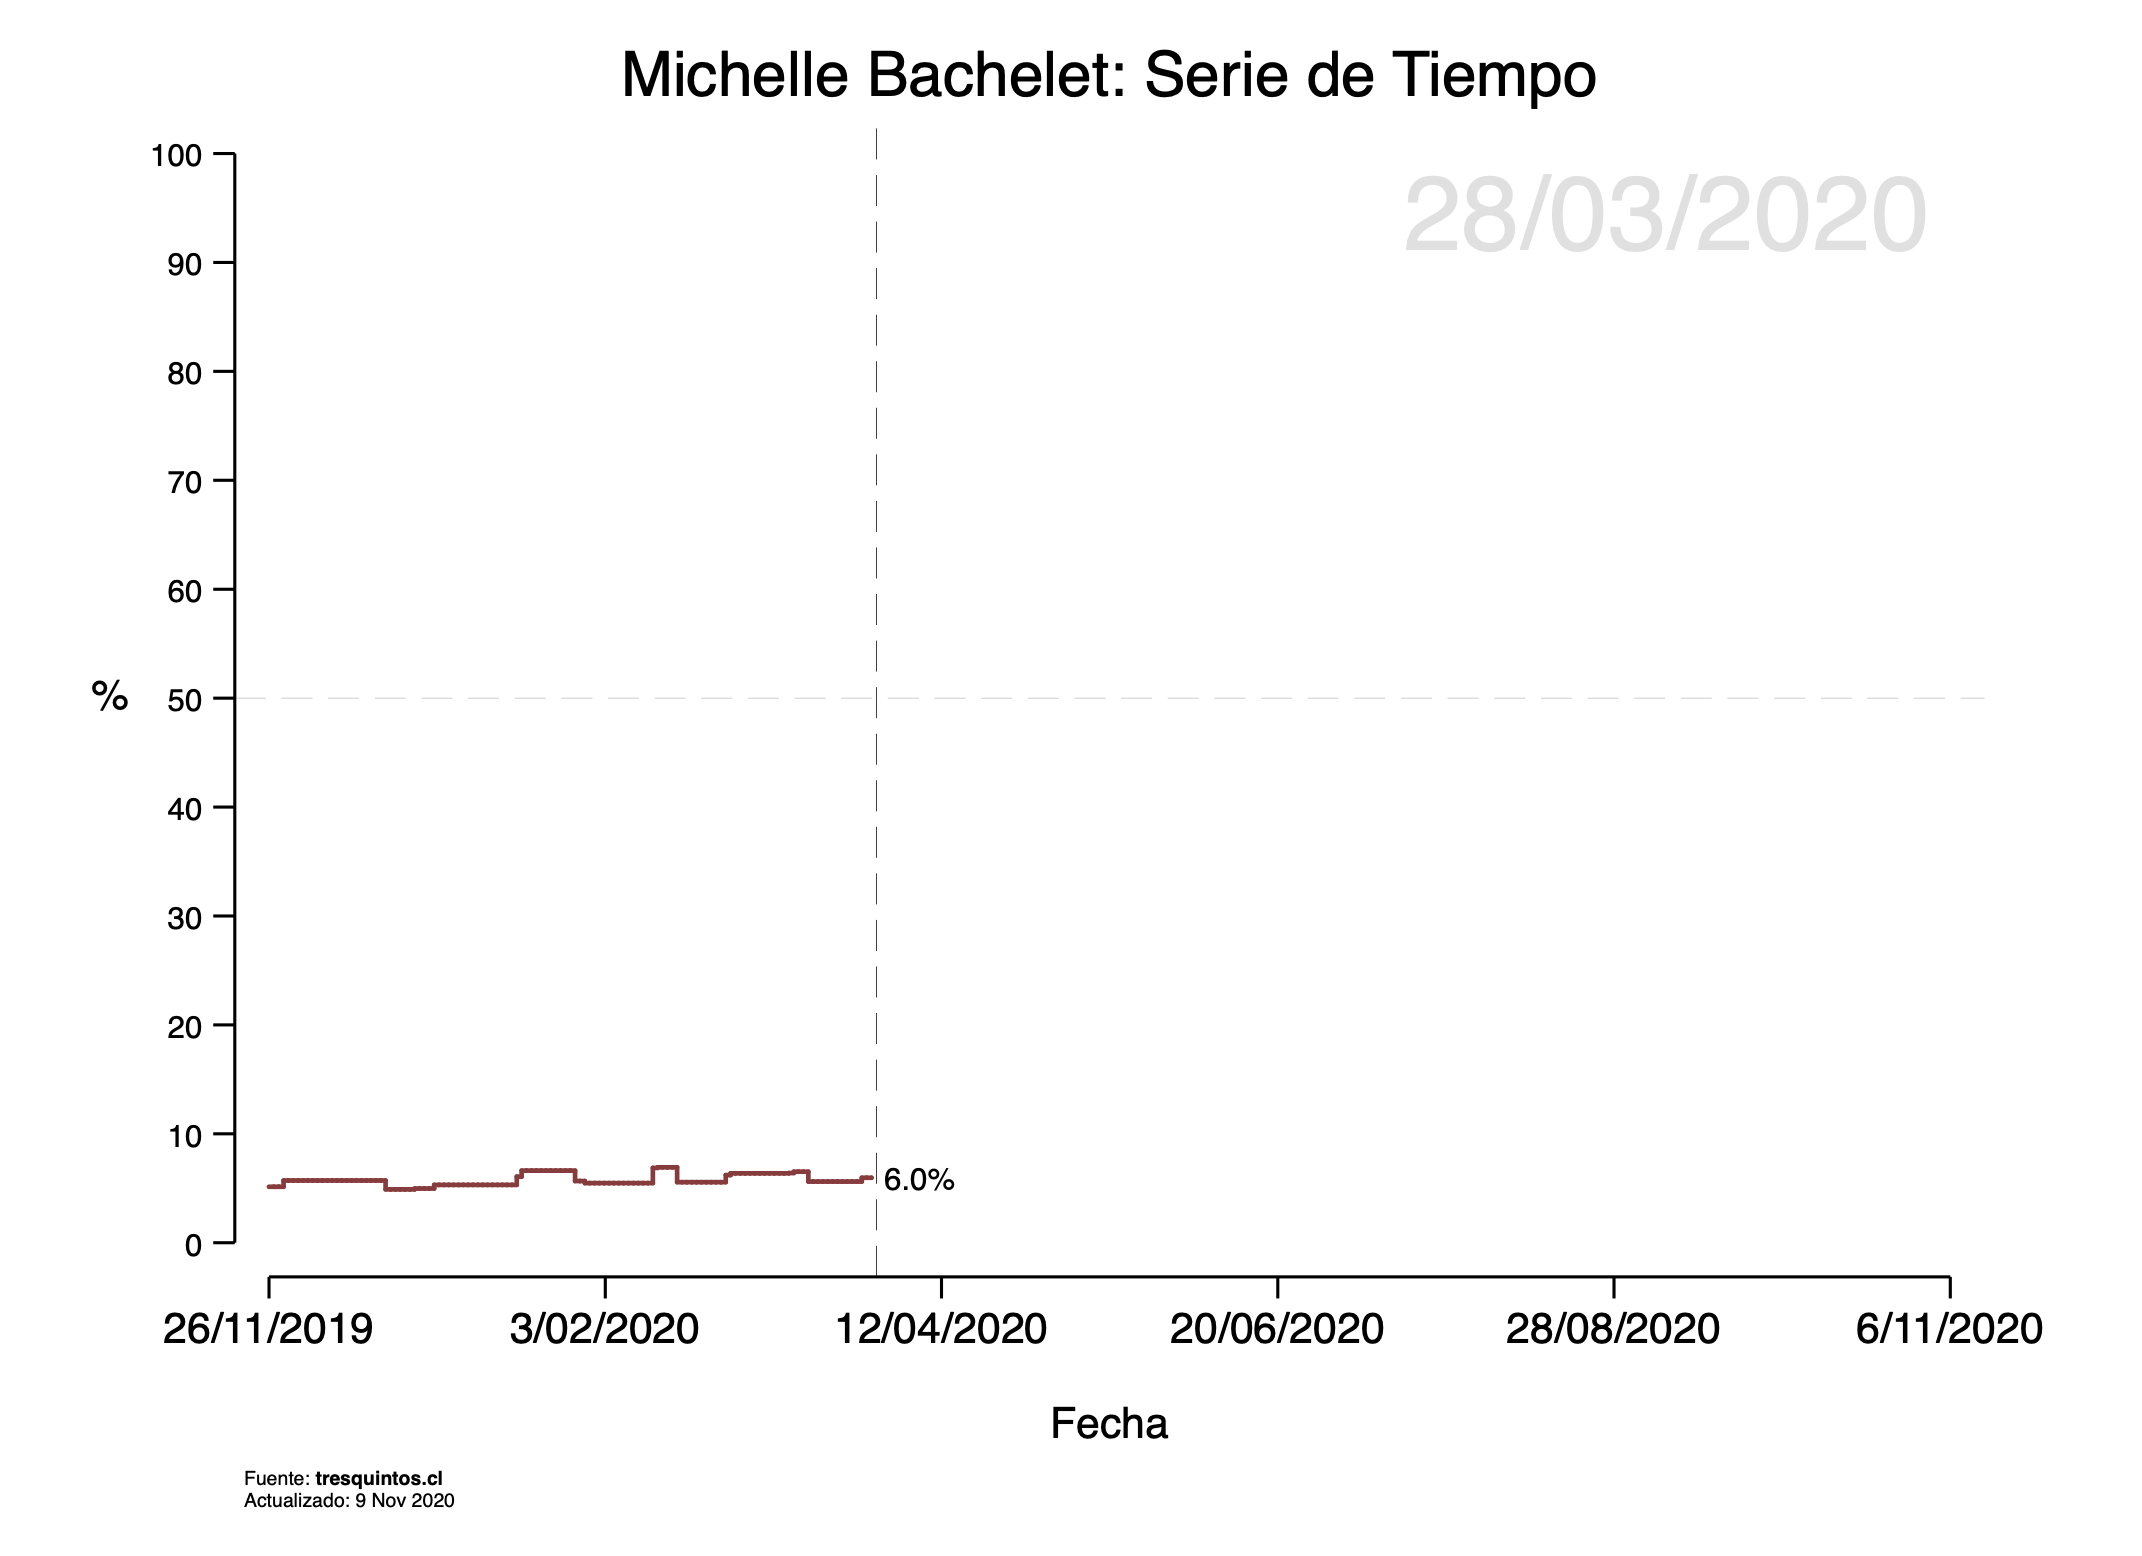 Michelle Bachelet: Serie de Tiempo
28/03/2020
100
90
80
70
60
50
40
30
20
10
0
%
6.0%
26/11/2019 3/02/2020 12/04/2020 20/06/2020 28/08/2020 6/11/2020
Fecha
Fuente: tresquintos.cl
Actualizado: 9 Nov 2020